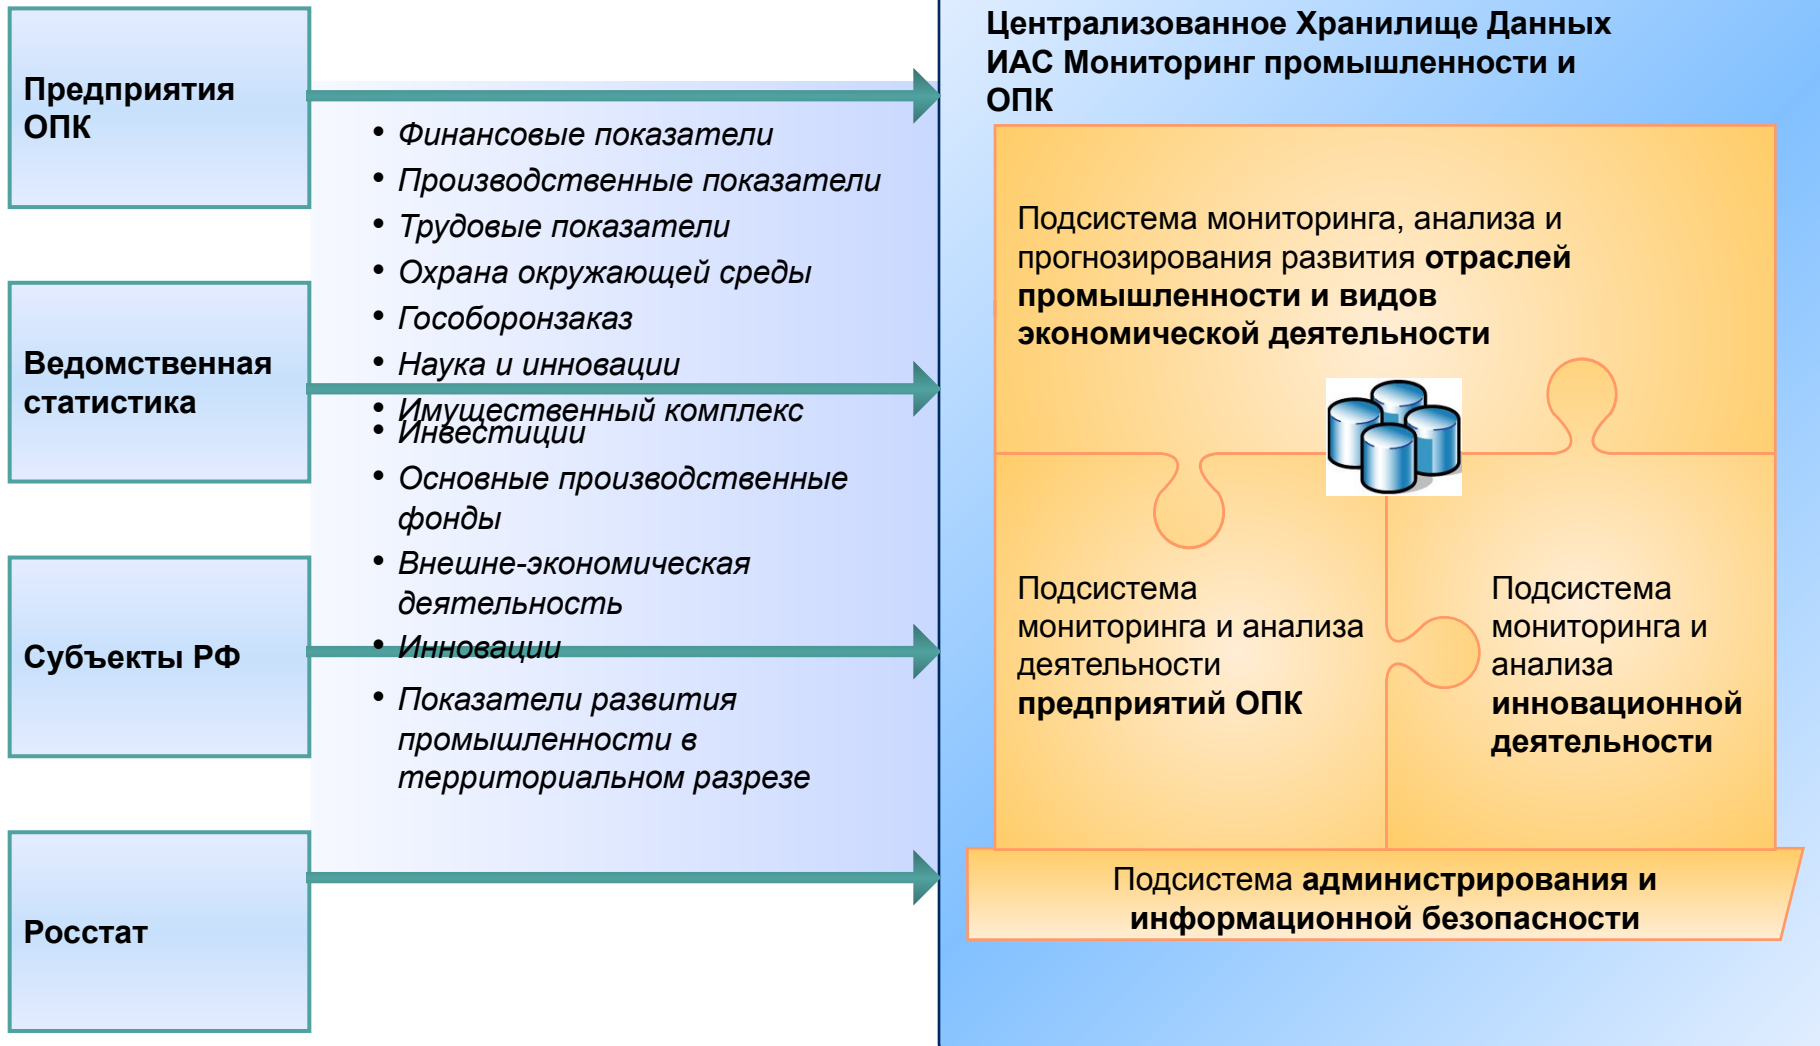 Предприятия
ОПК
Ведомственная
статистика
Субъекты РФ
Росстат
• Финансовые показатели
• Производственные показатели
• Трудовые показатели
• Охрана окружающей среды
• Гособоронзаказ
• Наука и инновации
• Имущественный комплекс
• Инвестиции
• Основные производственные
фонды
• Внешне-экономическая
деятельность
• Инновации
• Показатели развития
промышленности в
территориальном разрезе
Централизованное Хранилище Данных
ИАС Мониторинг промышленности и
ОПК
Подсистема мониторинга, анализа и
прогнозирования развития отраслей
промышленности и видов
экономической деятельности
Подсистема
мониторинга и анализа
деятельности
предприятий ОПК
Подсистема
мониторинга и
анализа
инновационной
деятельности
Подсистема администрирования и
информационной безопасности